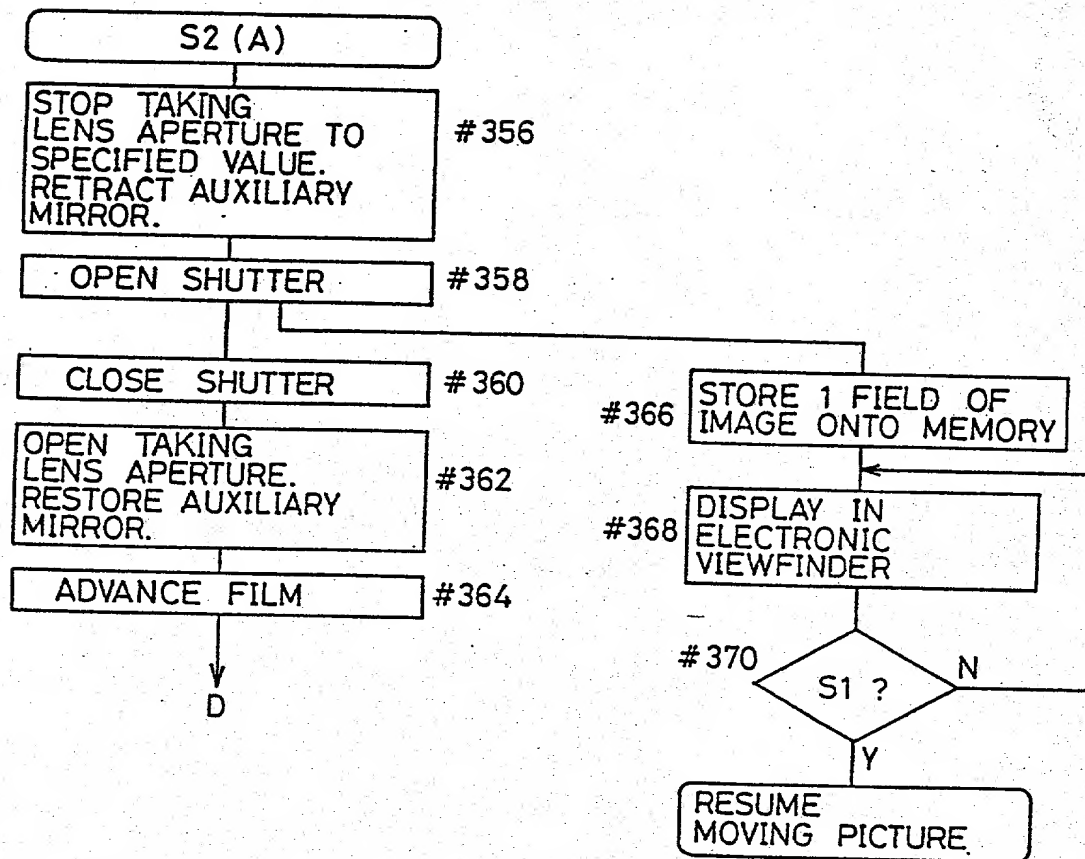 S2 (A)
STOP TAKING
LENS APERTURE TO
SPECIFIED VALUE.
RETRACT AUXILIARY
MIRROR.
#356
OPEN SHUTTER
#358
CLOSE SHUTTER
#360
OPEN TAKING
LENS APERTURE.
RESTORE AUXILIARY
MIRROR.
#362
ADVANCE FILM
#364
D
#366
STORE 1 FIELD OF
IMAGE ONTO MEMORY
#368
DISPLAY IN
ELECTRONIC
VIEWFINDER
#370
S1 ?
N
Y
RESUME
MOVING PICTURE